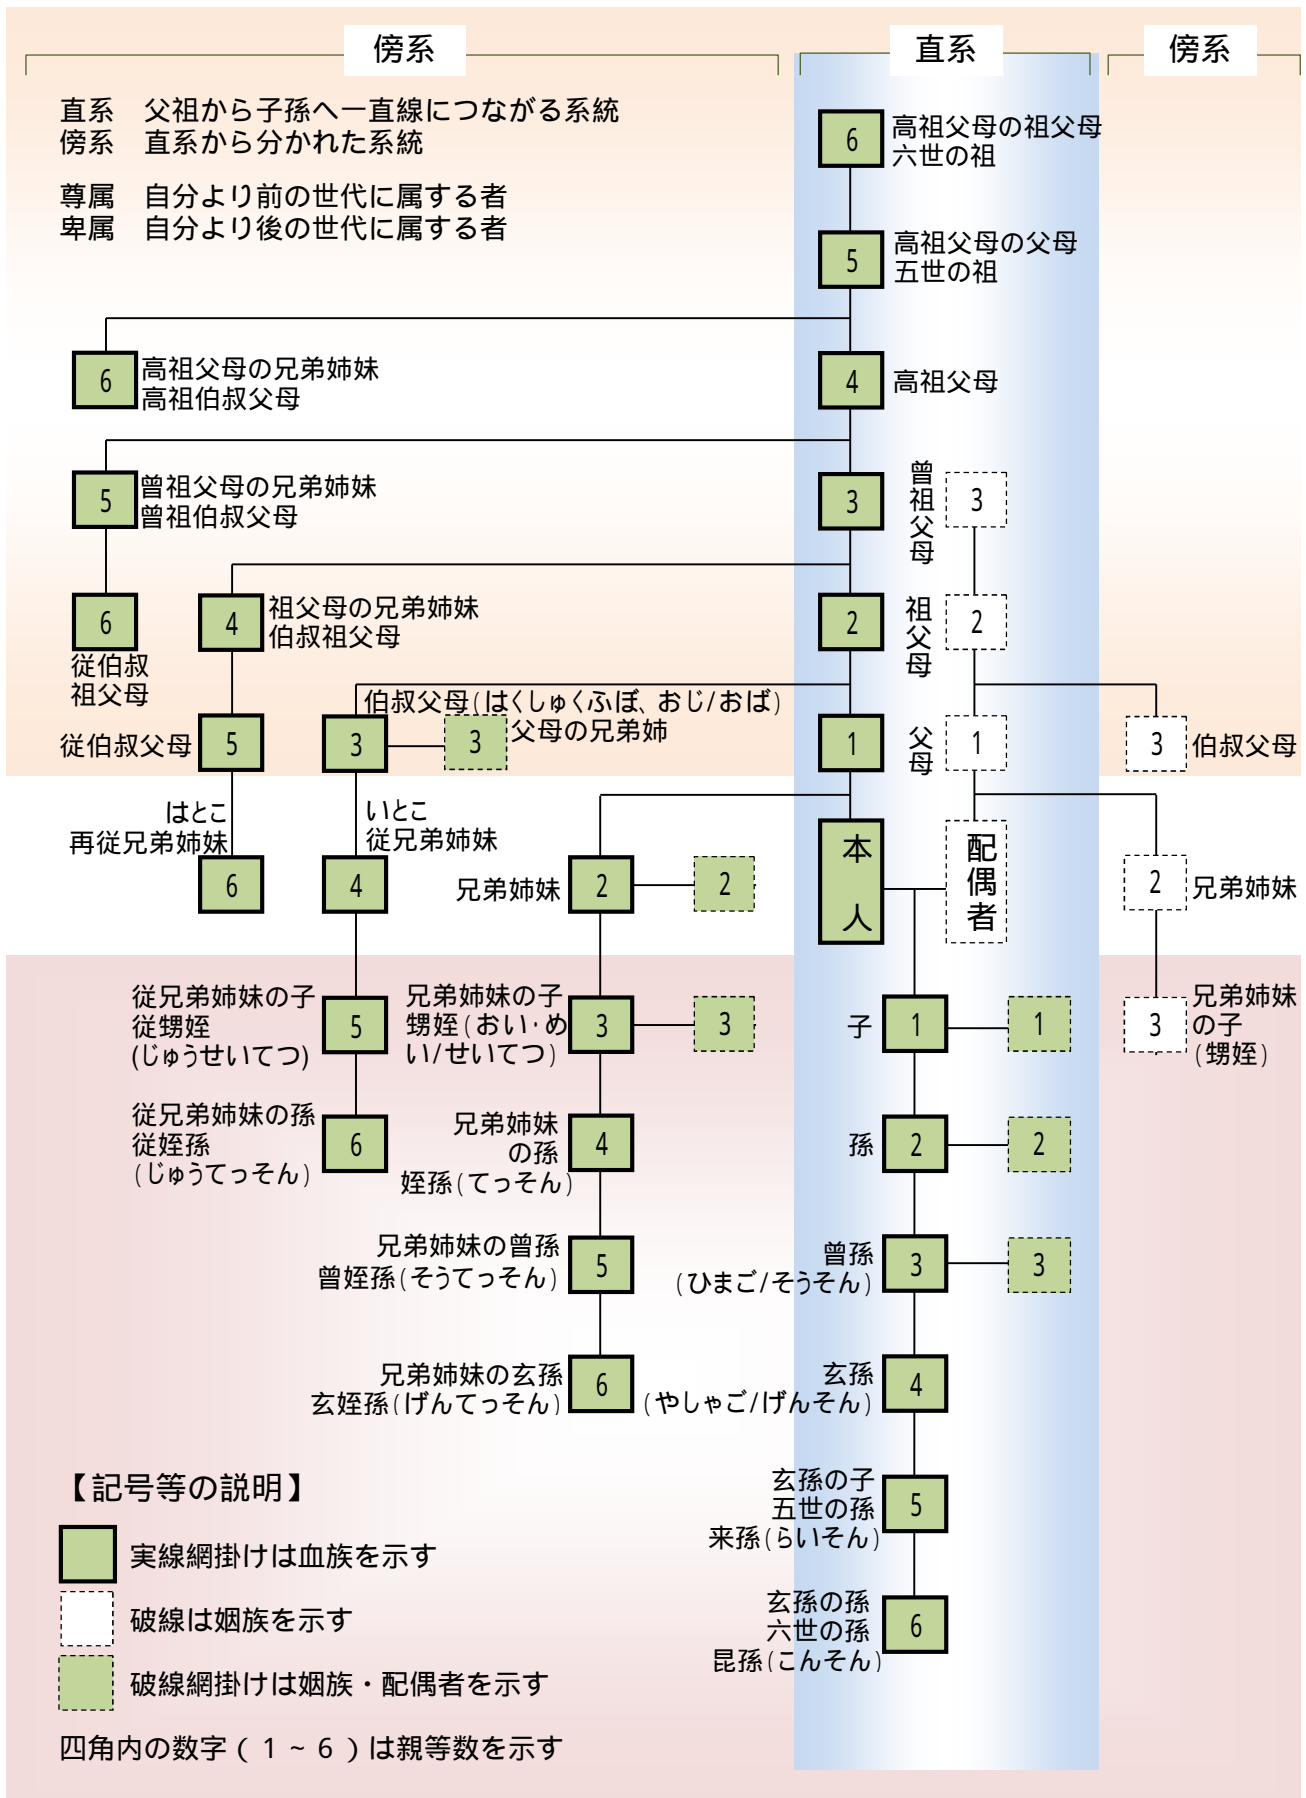 傍系
直系
傍系
直系 父祖から子孫へ一直線につながる系統
傍系 直系から分かれた系統
尊属 自分より前の世代に属する者
卑属 自分より後の世代に属する者
6
高祖父母の祖父母
六世の祖
5
高祖父母の父母
五世の祖
6
高祖父母の兄弟姉妹
高祖伯叔父母
4
高祖父母
5
曾祖父母の兄弟姉妹
曾祖伯叔父母
3
曾祖父母
3
6
従伯叔
祖父母
4
祖父母の兄弟姉妹
伯叔祖父母
2
祖父母
2
伯叔父母(はくしゅくふぼ、おじ/おば)
父母の兄弟姉
従伯叔父母
5
3
3
1
父母
1
3
伯叔父母
はとこ
再従兄弟姉妹
6
いとこ
従兄弟姉妹
4
兄弟姉妹
2
2
本人
配偶者
2
兄弟姉妹
従兄弟姉妹の子
従甥姪
(じゅうせいてつ)
5
兄弟姉妹の子
甥姪(おい・め
い/せいてつ)
3
3
子
1
1
3
兄弟姉妹
の子
(甥姪)
従兄弟姉妹の孫
従姪孫
(じゅうてっそん)
6
兄弟姉妹
の孫
姪孫(てっそん)
4
孫
2
2
兄弟姉妹の曾孫
曾姪孫(そうてっそん)
5
曾孫
(ひまご/そうそん)
3
3
兄弟姉妹の玄孫
玄姪孫(げんてっそん)
6
玄孫
(やしゃご/げんそん)
4
玄孫の子
五世の孫
来孫(らいそん)
5
玄孫の孫
六世の孫
昆孫(こんそん)
6
【記号等の説明】
実線網掛けは血族を示す
破線は姻族を示す
破線網掛けは姻族・配偶者を示す
四角内の数字(1~6)は親等数を示す